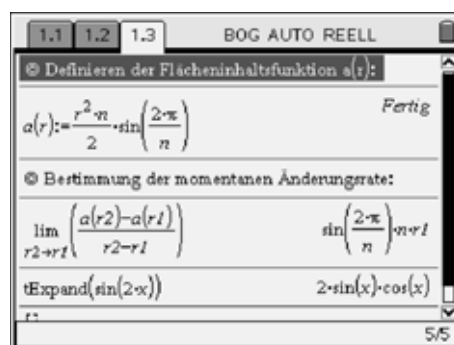 1.1 1.2 1.3 BOG AUTO REELL
© Definieren der Flächeninhaltsfunktion a(r):
a(r):=r²·n/2·sin(2·π/n) Fertig
© Bestimmung der momentanen Änderungsrate:
lim r2→r1 (a(r2)−a(r1)/r2−r1) sin(2·π/n)·n·r1
tExpand(sin(2·x)) 2·sin(x)·cos(x)
5/5